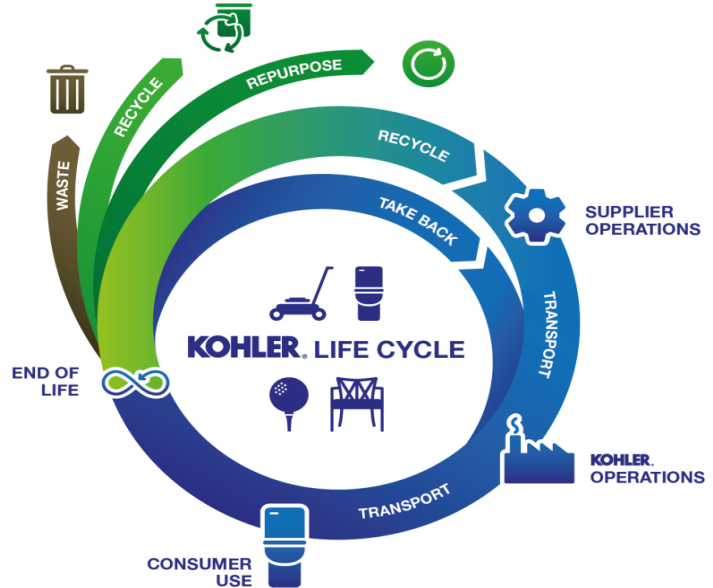 WASTE
RECYCLE
REPURPOSE
RECYCLE
TAKE BACK
SUPPLIER
OPERATIONS
TRANSPORT
KOHLER. LIFE CYCLE
END OF
LIFE
KOHLER.
OPERATIONS
TRANSPORT
CONSUMER
USE